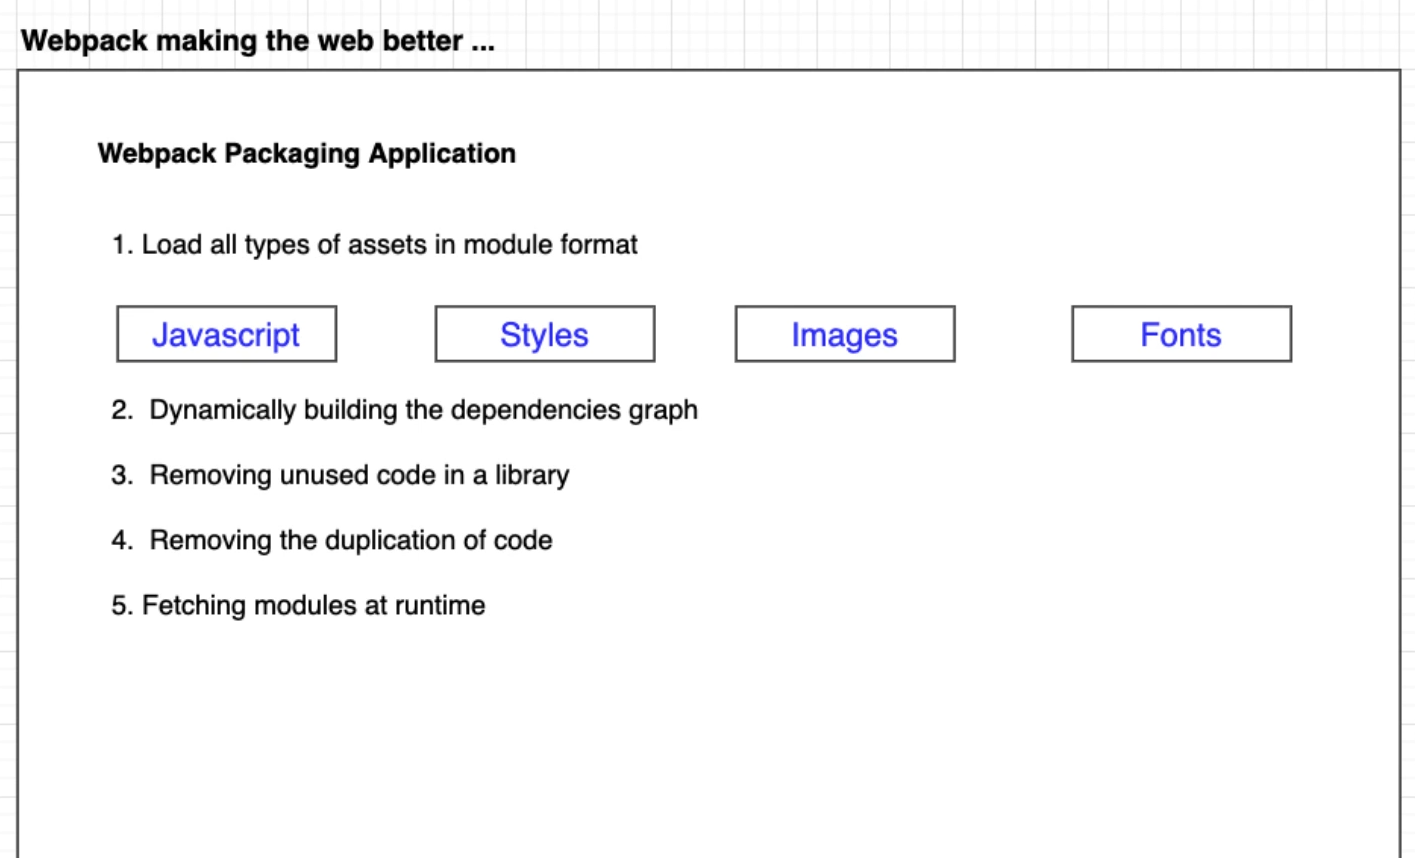 Webpack making the web better ...
Webpack Packaging Application
1. Load all types of assets in module format
Javascript
Styles
Images
Fonts
2. Dynamically building the dependencies graph
3. Removing unused code in a library
4. Removing the duplication of code
5. Fetching modules at runtime